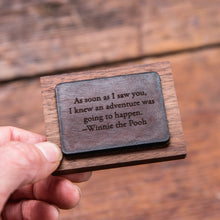 As soon as I saw you,
I knew an adventure was
going to happen.
–Winnie the Pooh